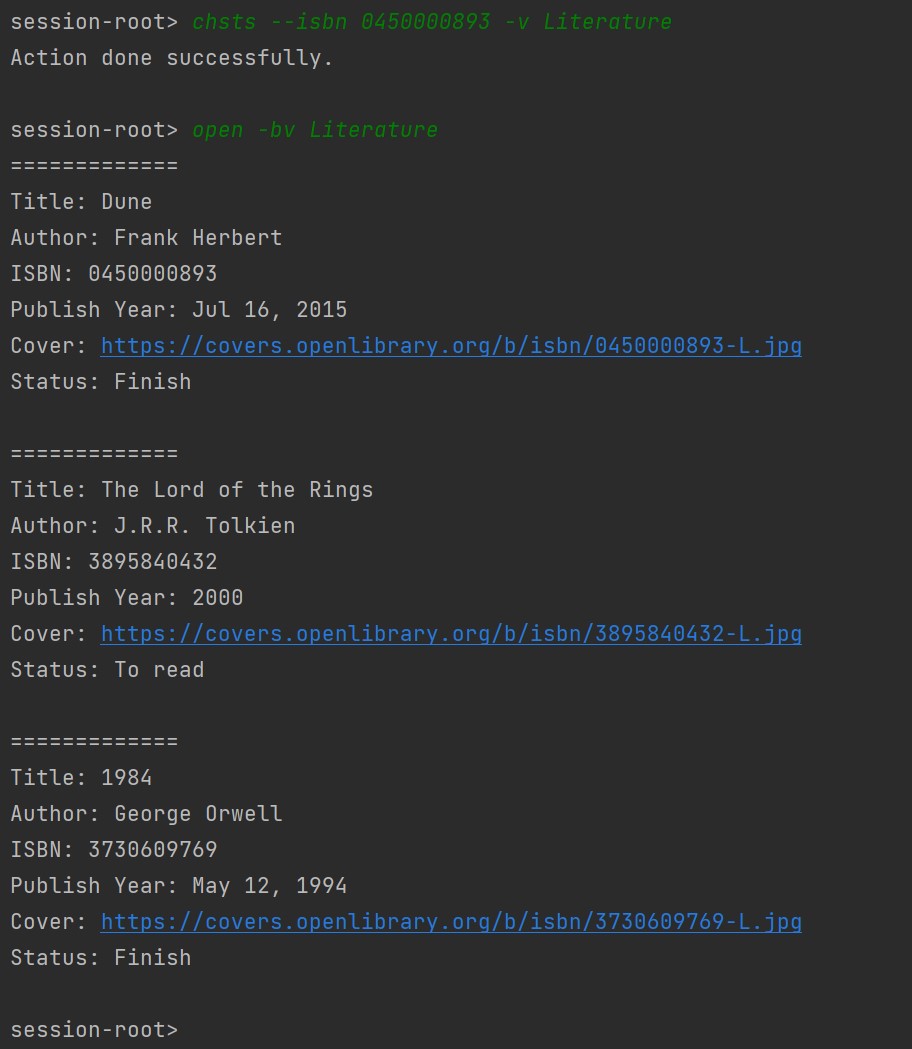 session-root> chsts --isbn 0450000893 -v Literature
Action done successfully.
session-root> open -bv Literature
=============
Title: Dune
Author: Frank Herbert
ISBN: 0450000893
Publish Year: Jul 16, 2015
Cover: https://covers.openlibrary.org/b/isbn/0450000893-L.jpg
Status: Finish
=============
Title: The Lord of the Rings
Author: J.R.R. Tolkien
ISBN: 3895840432
Publish Year: 2000
Cover: https://covers.openlibrary.org/b/isbn/3895840432-L.jpg
Status: To read
=============
Title: 1984
Author: George Orwell
ISBN: 3730609769
Publish Year: May 12, 1994
Cover: https://covers.openlibrary.org/b/isbn/3730609769-L.jpg
Status: Finish
session-root>